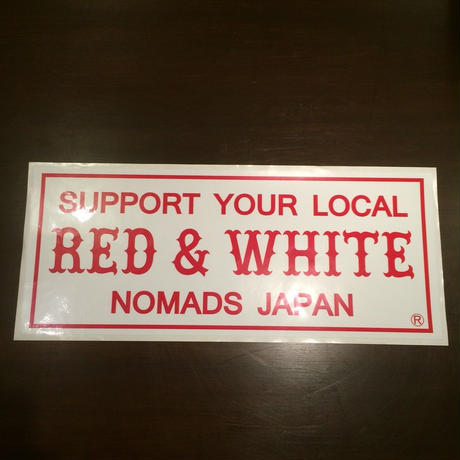 SUPPORT YOUR LOCAL
RED & WHITE
NOMADS JAPAN
®